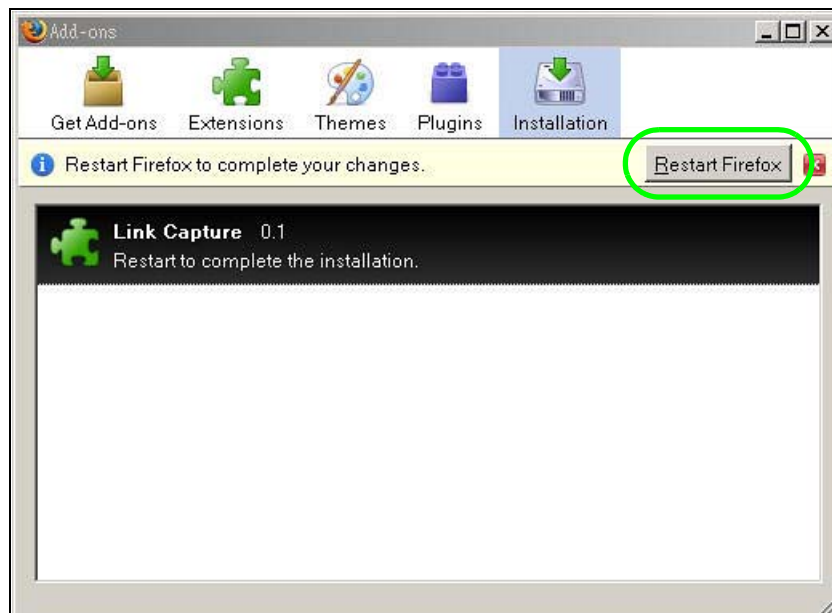 Add-ons
Get Add-ons Extensions Themes Plugins Installation
Restart Firefox to complete your changes. Restart Firefox
Link Capture 0.1
Restart to complete the installation.